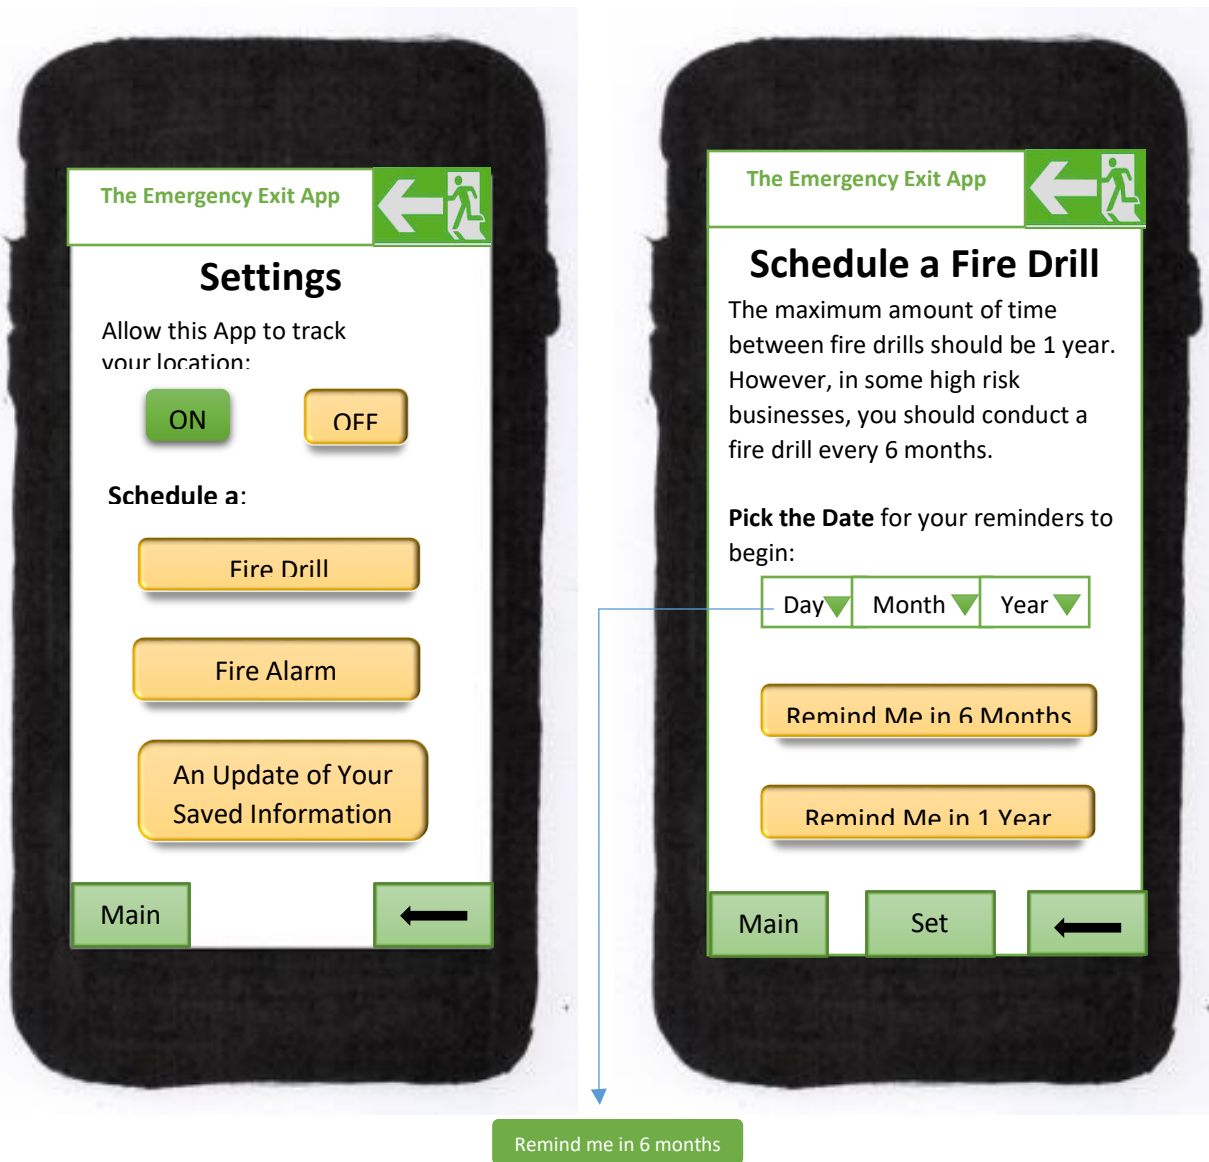 The Emergency Exit App
Settings
Allow this App to track
your location:
ON
OFF
Schedule a:
Fire Drill
Fire Alarm
An Update of Your
Saved Information
Main
The Emergency Exit App
Schedule a Fire Drill
The maximum amount of time
between fire drills should be 1 year.
However, in some high risk
businesses, you should conduct a
fire drill every 6 months.
Pick the Date for your reminders to
begin:
Day Month Year
Remind Me in 6 Months
Remind Me in 1 Year
Main Set
Remind me in 6 months